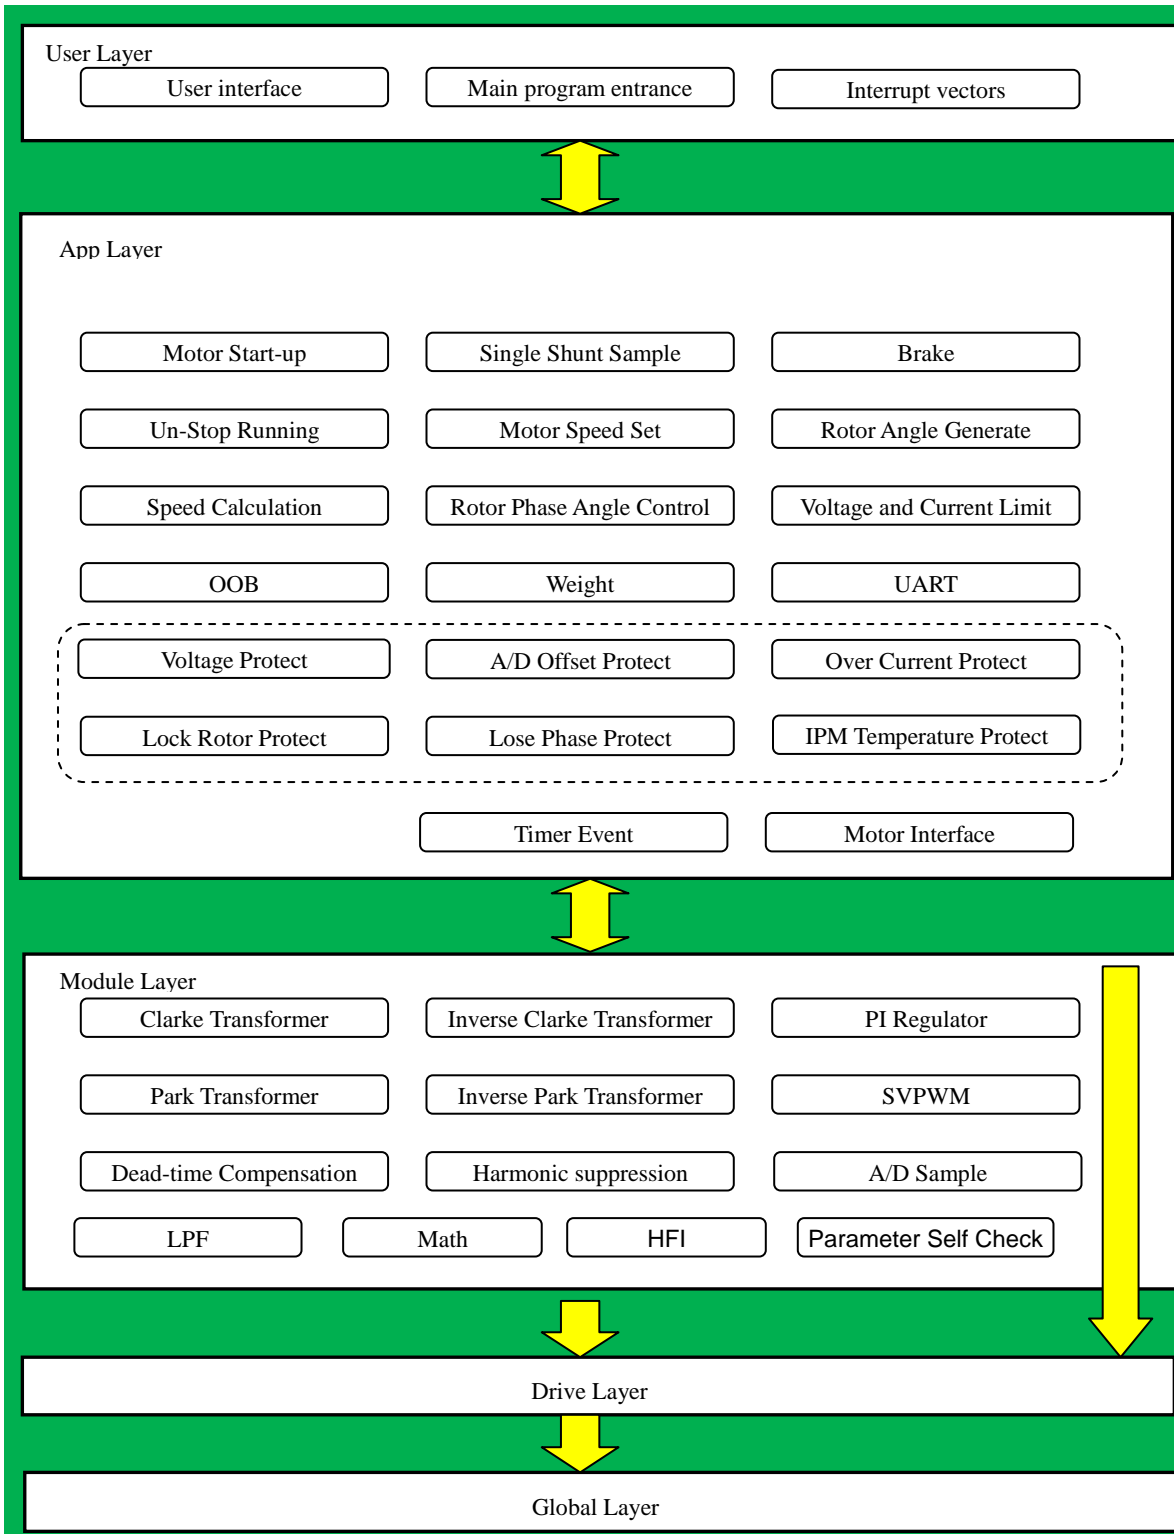 User Layer
User interface
Main program entrance
Interrupt vectors
App Layer
Motor Start-up
Single Shunt Sample
Brake
Un-Stop Running
Motor Speed Set
Rotor Angle Generate
Speed Calculation
Rotor Phase Angle Control
Voltage and Current Limit
OOB
Weight
UART
Voltage Protect
A/D Offset Protect
Over Current Protect
Lock Rotor Protect
Lose Phase Protect
IPM Temperature Protect
Timer Event
Motor Interface
Module Layer
Clarke Transformer
Inverse Clarke Transformer
PI Regulator
Park Transformer
Inverse Park Transformer
SVPWM
Dead-time Compensation
Harmonic suppression
A/D Sample
LPF
Math
HFI
Parameter Self Check
Drive Layer
Global Layer